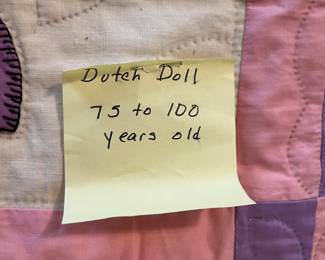 Dutch Doll
75 to 100
years old